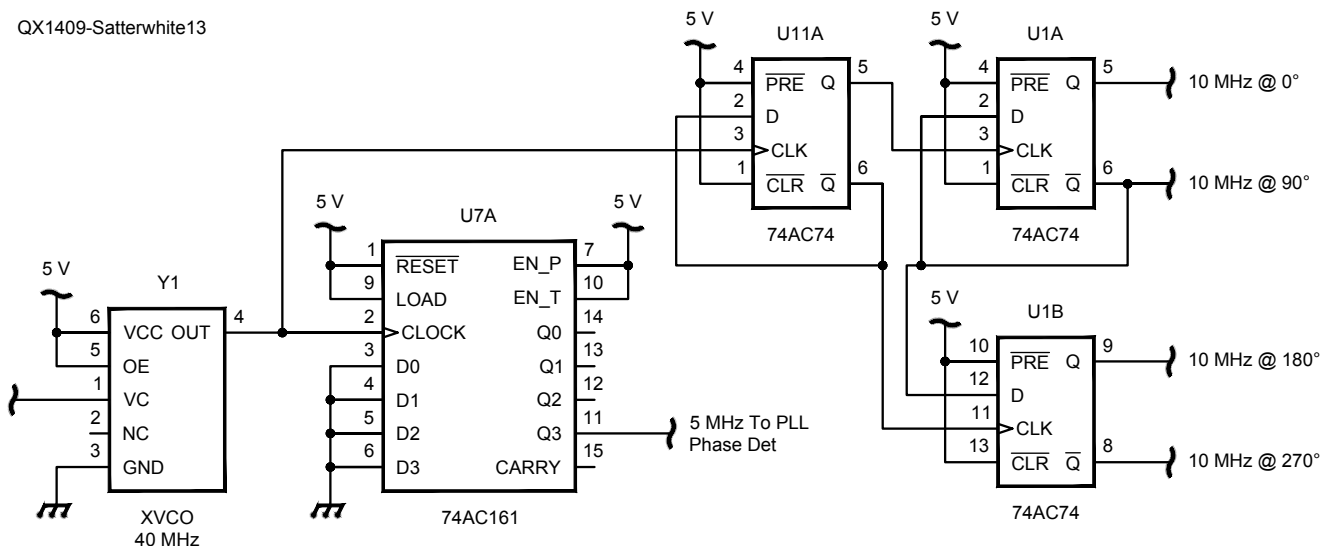 QX1409-Satterwhite13
5 V
U11A
4 PRE Q 5
2 D
3 CLK
1 CLR Q 6
74AC74
5 V
U1A
4 PRE Q 5
2 D
3 CLK
1 CLR Q 6
74AC74
10 MHz @ 0°
10 MHz @ 90°
5 V
Y1
6 VCC OUT 4
5 OE
1 VC
2 NC
3 GND
XVCO
40 MHz
5 V
U7A
5 V
1 RESET EN_P 7
9 LOAD EN_T 10
2 CLOCK Q0 14
3 D0 Q1 13
4 D1 Q2 12
5 D2 Q3 11
6 D3 CARRY 15
74AC161
5 MHz To PLL
Phase Det
5 V
U1B
10 PRE Q 9
12 D
11 CLK
13 CLR Q 8
74AC74
10 MHz @ 180°
10 MHz @ 270°